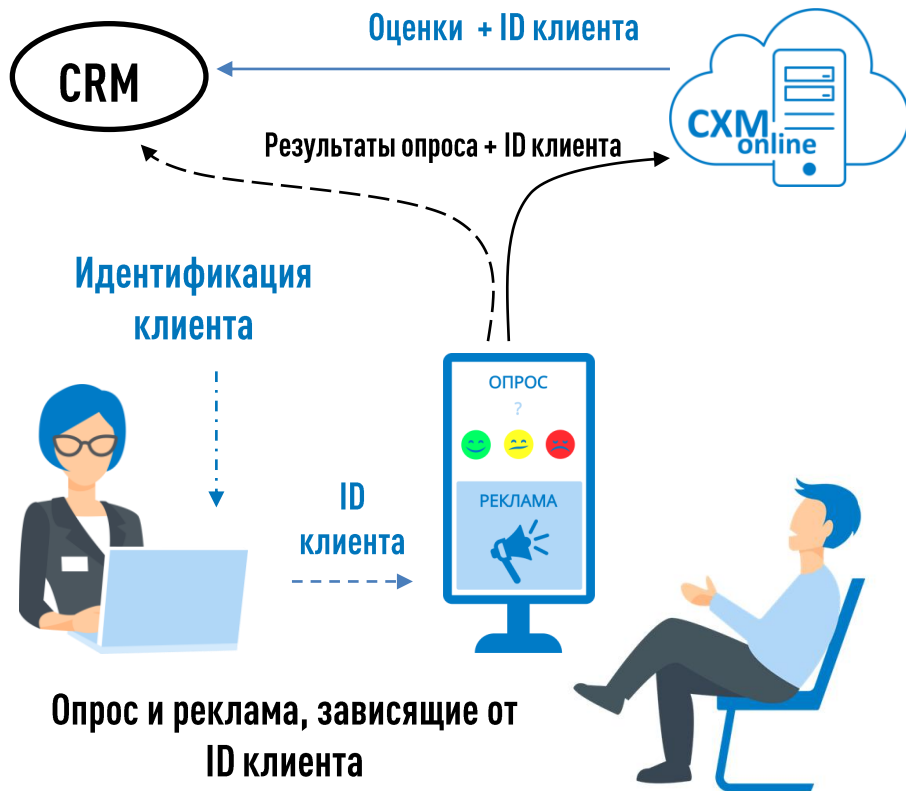 Оценки + ID клиента
CRM
CXM
online
Результаты опроса + ID клиента
Идентификация
клиента
ОПРОС
?
ID
клиента
РЕКЛАМА
Опрос и реклама, зависящие от
ID клиента